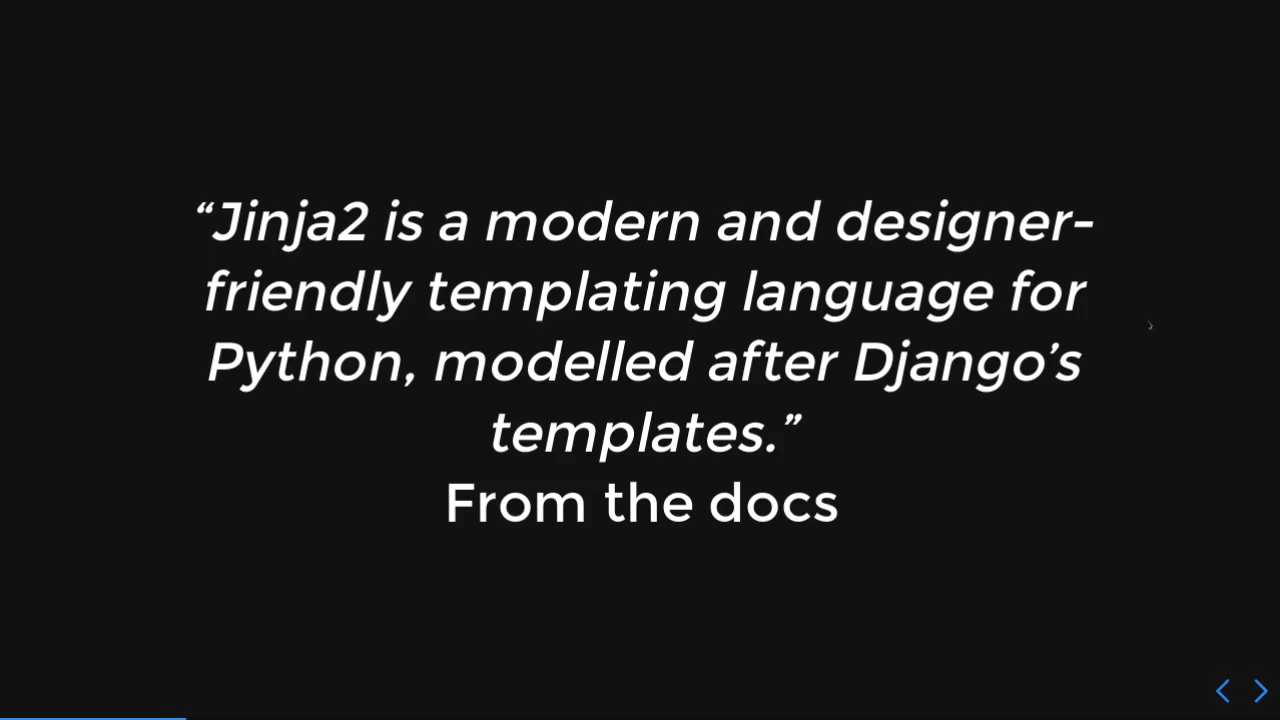 “Jinja2 is a modern and designer-
friendly templating language for
Python, modelled after Django’s
templates.”
From the docs